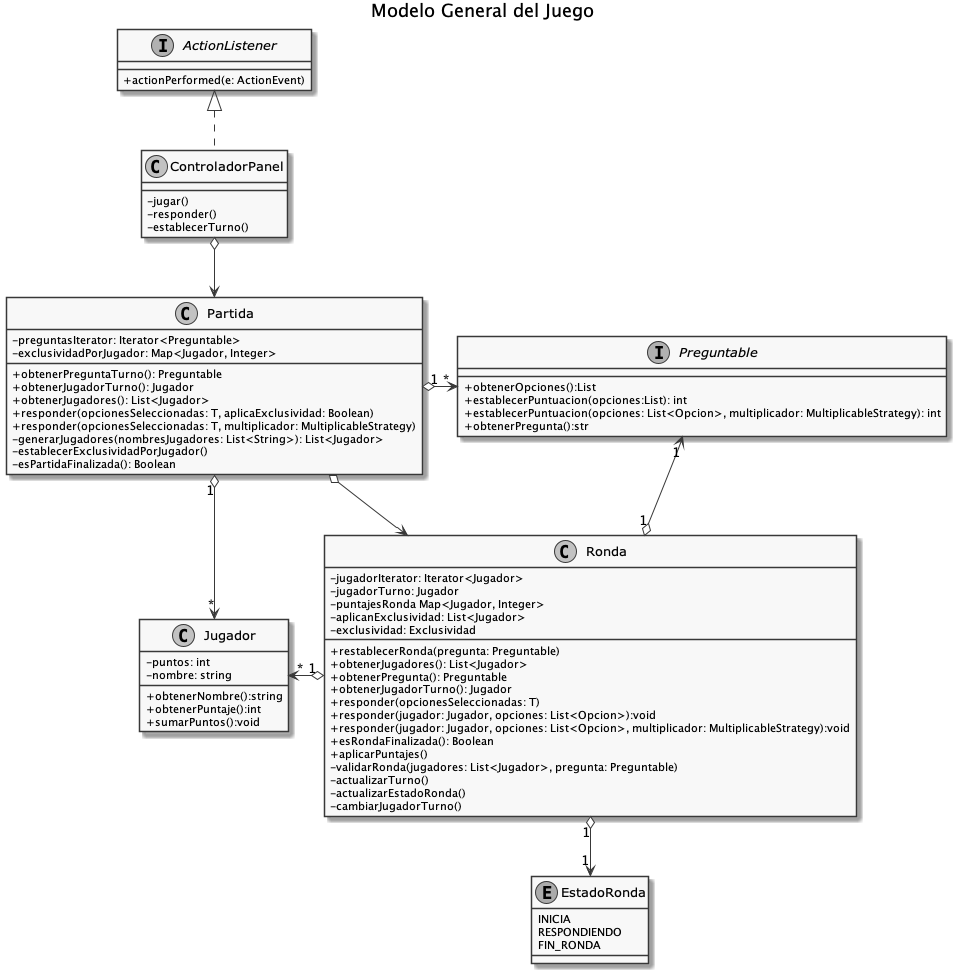 Modelo General del Juego
I ActionListener
+actionPerformed(e: ActionEvent)
C ControladorPanel
-jugar()
-responder()
-establecerTurno()
C Partida
-preguntasIterator: Iterator<Preguntable>
-exclusividadPorJugador: Map<Jugador, Integer>
+obtenerPreguntaTurno(): Preguntable
+obtenerJugadorTurno(): Jugador
+obtenerJugadores(): List<Jugador>
+responder(opcionesSeleccionadas: T, aplicaExclusividad: Boolean)
+responder(opcionesSeleccionadas: T, multiplicador: MultiplicableStrategy)
-generarJugadores(nombresJugadores: List<String>): List<Jugador>
-establecerExclusividadPorJugador()
-esPartidaFinalizada(): Boolean
1 *
I Preguntable
+obtenerOpciones():List
+establecerPuntuacion(opciones:List): int
+establecerPuntuacion(opciones: List<Opcion>, multiplicador: MultiplicableStrategy): int
+obtenerPregunta():str
1
1
1
*
C Ronda
-jugadorIterator: Iterator<Jugador>
-jugadorTurno: Jugador
-puntajesRonda Map<Jugador, Integer>
-aplicanExclusividad: List<Jugador>
-exclusividad: Exclusividad
+restablecerRonda(pregunta: Preguntable)
+obtenerJugadores(): List<Jugador>
+obtenerPregunta(): Preguntable
+obtenerJugadorTurno(): Jugador
+responder(opcionesSeleccionadas: T)
+responder(jugador: Jugador, opciones: List<Opcion>):void
+responder(jugador: Jugador, opciones: List<Opcion>, multiplicador: MultiplicableStrategy):void
+esRondaFinalizada(): Boolean
+aplicarPuntajes()
-validarRonda(jugadores: List<Jugador>, pregunta: Preguntable)
-actualizarTurno()
-actualizarEstadoRonda()
-cambiarJugadorTurno()
C Jugador
-puntos: int
-nombre: string
+obtenerNombre():string
+obtenerPuntaje():int
+sumarPuntos():void
* 1
1
1
E EstadoRonda
INICIA
RESPONDIENDO
FIN_RONDA